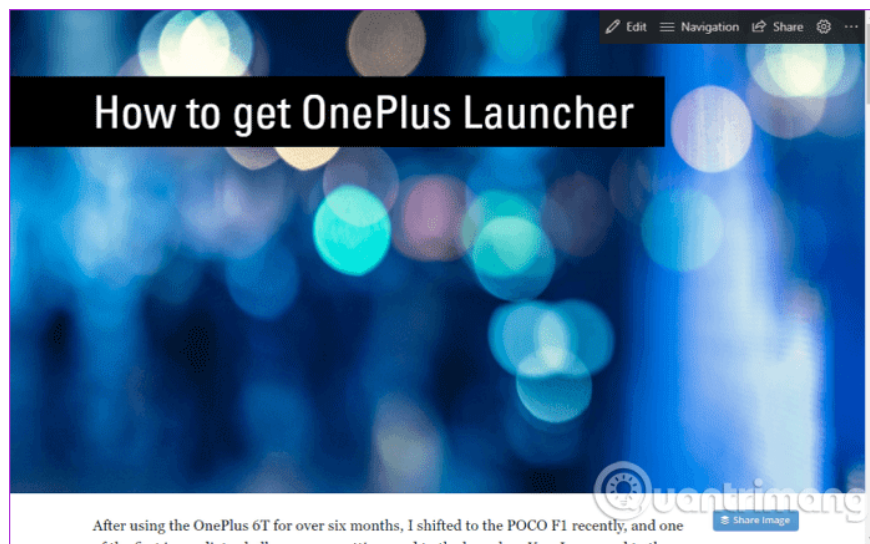 Edit Navigation Share
How to get OnePlus Launcher
Quantrimang
After using the OnePlus 6T for over six months, I shifted to the POCO F1 recently, and one
Share Image